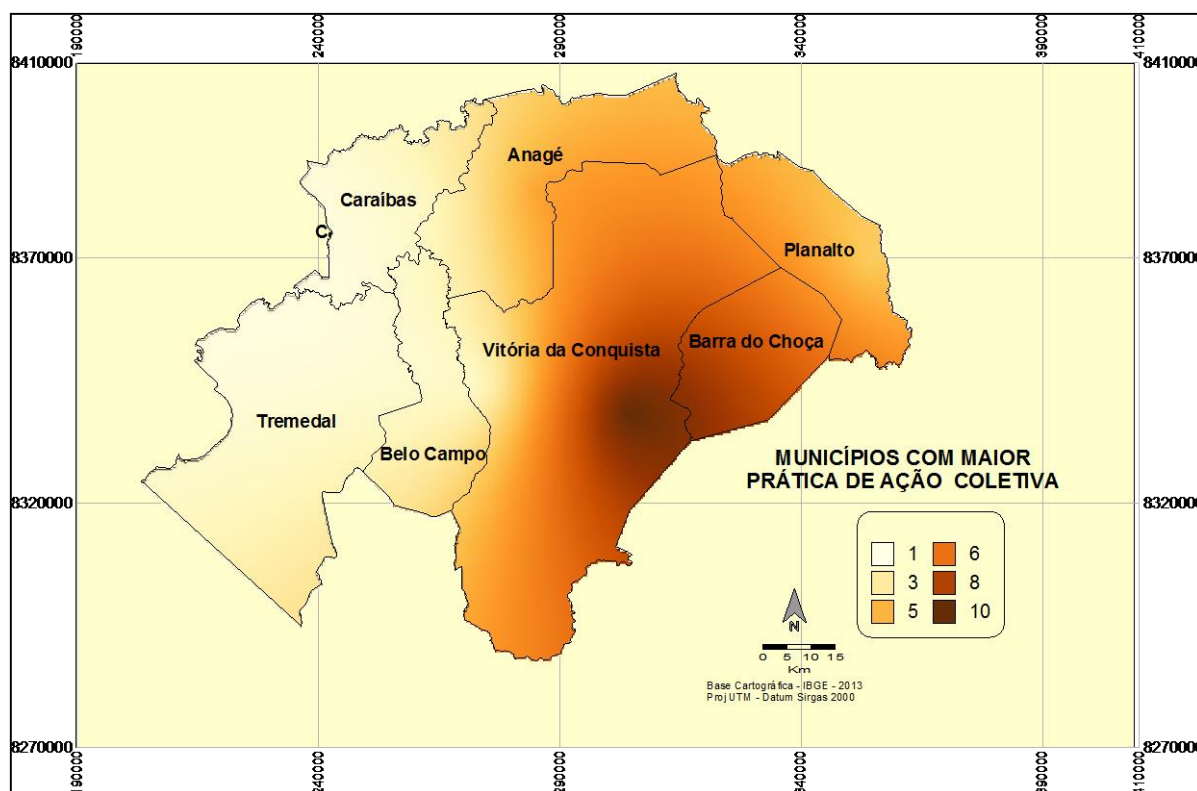 190000 240000 290000 340000 390000 410000
8410000 8410000
Anagé
Caraíbas
C.
Planalto
8370000 8370000
Barra do Choça
Vitória da Conquista
Tremedal
Belo Campo
MUNICÍPIOS COM MAIOR
PRÁTICA DE AÇÃO COLETIVA
8320000 8320000
1 6
3 8
5 10
N
0 5 10 15
Km
Base Cartográfica - IBGE - 2013
Proj UTM - Datum Sirgas 2000
8270000 8270000
190000 240000 290000 340000 390000 410000